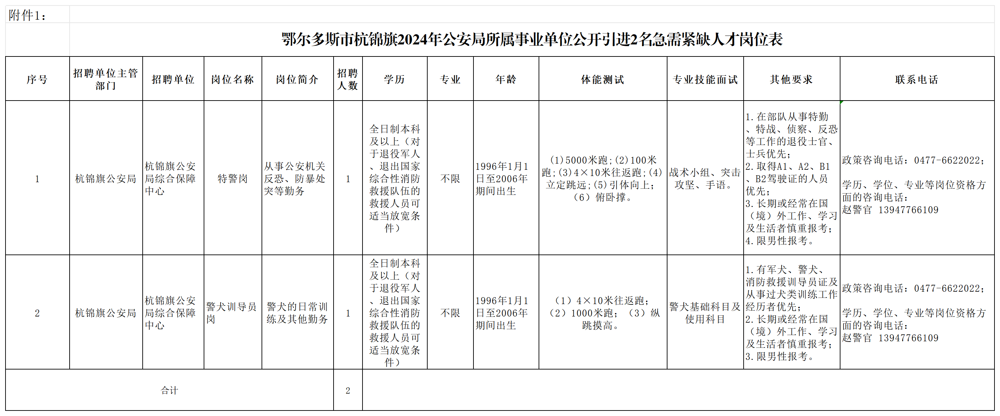 附件1：
鄂尔多斯市杭锦旗2024年公安局所属事业单位公开引进2名急需紧缺人才岗位表
序号
招聘单位主管
部门
招聘单位
岗位名称
岗位简介
招聘
人数
学历
专业
年龄
体能测试
专业技能面试
其他要求
联系电话
1
杭锦旗公安局
杭锦旗公安
局综合保障
中心
特警岗
从事公安机关
反恐、防暴处
突等勤务
1
全日制本科
及以上（对
于退役军人
、退出国家
综合性消防
救援队伍的
救援人员可
适当放宽条
件）
不限
1996年1月1
日至2006年
期间出生
(1)5000米跑;(2)100米
跑;(3)4×10米往返跑;(4)
立定跳远;(5)引体向上；
（6）俯卧撑。
战术小组、突击
攻坚、手语。
1.在部队从事特勤
、特战、侦察、反恐
等工作的退役士官、
士兵优先；
2.取得A1、A2、B1
、B2驾驶证的人员
优先；
3.长期或经常在国
（境）外工作、学习
及生活者慎重报考；
4.限男性报考。
政策咨询电话：0477-6622022；
学历、学位、专业等岗位资格方
面的咨询电话：
赵警官 13947766109
2
杭锦旗公安局
杭锦旗公安
局综合保障
中心
警犬训导员
岗
警犬的日常训
练及其他勤务
1
全日制本科
及以上（对
于退役军人
、退出国家
综合性消防
救援队伍的
救援人员可
适当放宽条
件）
不限
1996年1月1
日至2006年
期间出生
（1）4×10米往返跑；
（2）1000米跑；（3）纵
跳摸高。
警犬基础科目及
使用科目
1.有军犬、警犬、
消防救援训导员证及
从事过犬类训练工作
经历者优先；
2.长期或经常在国
（境）外工作、学习
及生活者慎重报考；
3.限男性报考。
政策咨询电话：0477-6622022；
学历、学位、专业等岗位资格方
面的咨询电话：
赵警官 13947766109
合计
2